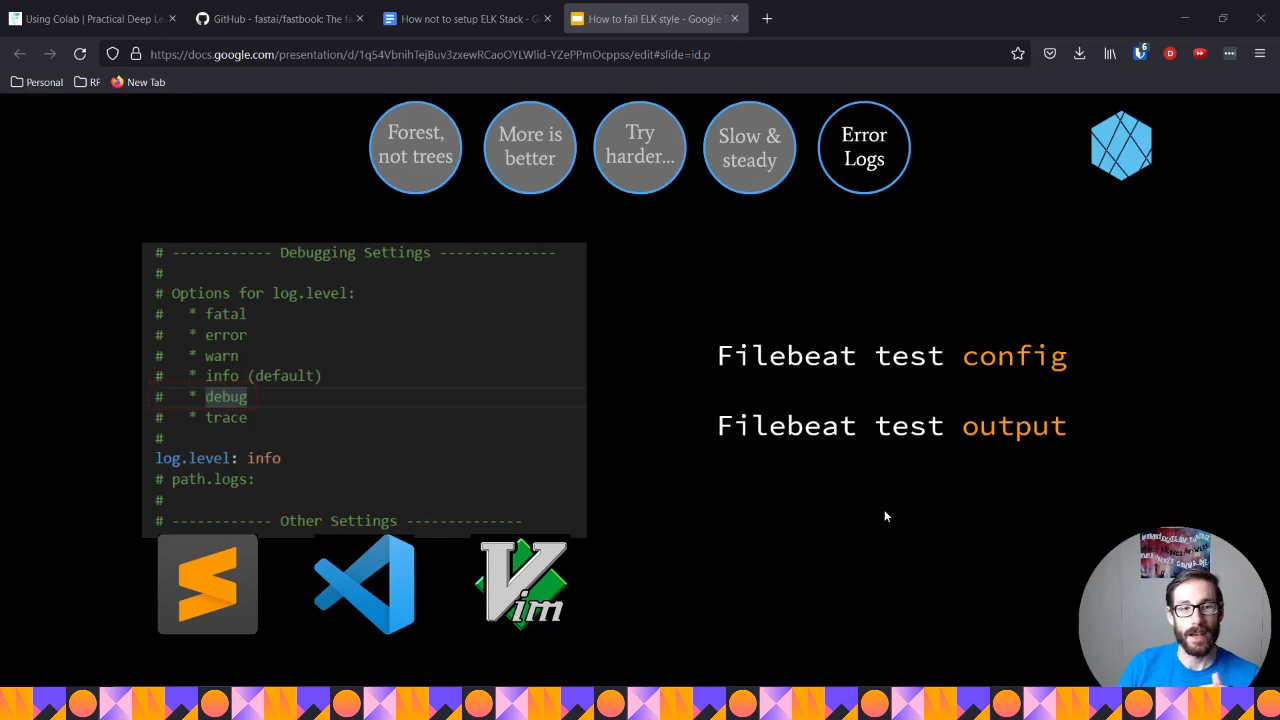 Using Colab | Practical Deep Le
GitHub - fastai/fastbook: The fa
How not to setup ELK Stack - G
How to fail ELK style - Google S
https://docs.google.com/presentation/d/1q54VbnihTejBuv3zxewRCaoOYLWlid-YZePPmOcppss/edit#slide=id.p
6
Personal
RF
New Tab
Forest,
not trees
More is
better
Try
harder...
Slow &
steady
Error
Logs
# ------------ Debugging Settings --------------
#
# Options for log.level:
#   * fatal
#   * error
#   * warn
#   * info (default)
#   * debug
#   * trace
#
log.level: info
# path.logs:
#
# ------------ Other Settings --------------
Filebeat test config
Filebeat test output
Vim